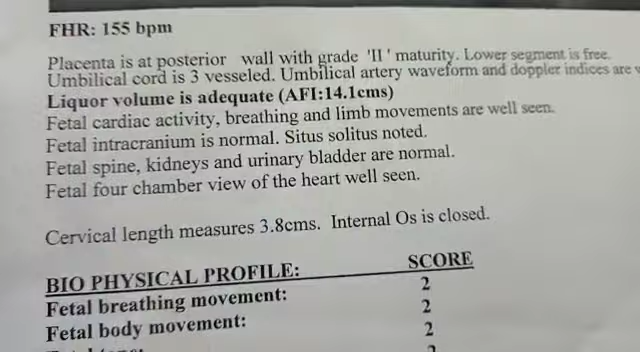 FHR: 155 bpm
Placenta is at posterior wall with grade 'II' maturity. Lower segment is free.
Umbilical cord is 3 vesseled. Umbilical artery waveform and doppler indices are
Liquor volume is adequate (AFI:14.1cms)
Fetal cardiac activity, breathing and limb movements are well seen.
Fetal intracranium is normal. Situs solitus noted.
Fetal spine, kidneys and urinary bladder are normal.
Fetal four chamber view of the heart well seen.
Cervical length measures 3.8cms. Internal Os is closed.
BIO PHYSICAL PROFILE: SCORE
Fetal breathing movement: 2
Fetal body movement: 2
2